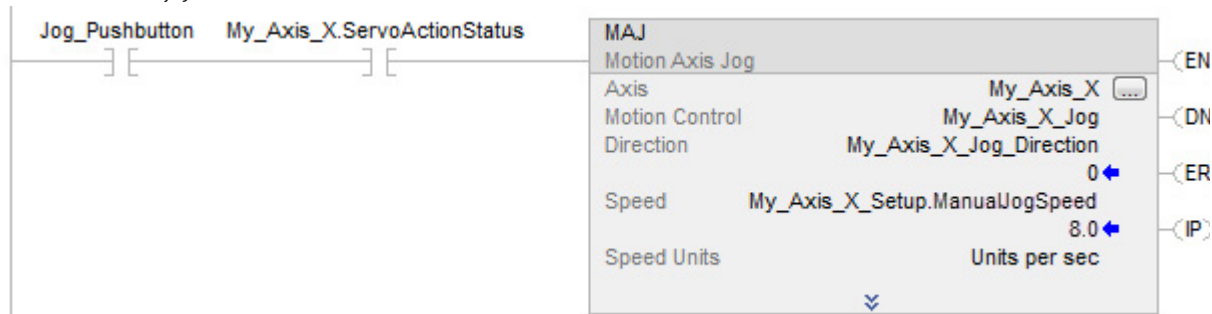 Jog_Pushbutton My_Axis_X.ServoActionStatus
MAJ
Motion Axis Jog
EN
Axis My_Axis_X ...
Motion Control My_Axis_X_Jog
DN
Direction My_Axis_X_Jog_Direction
0
ER
Speed My_Axis_X_Setup.ManualJogSpeed
8.0
IP
Speed Units Units per sec